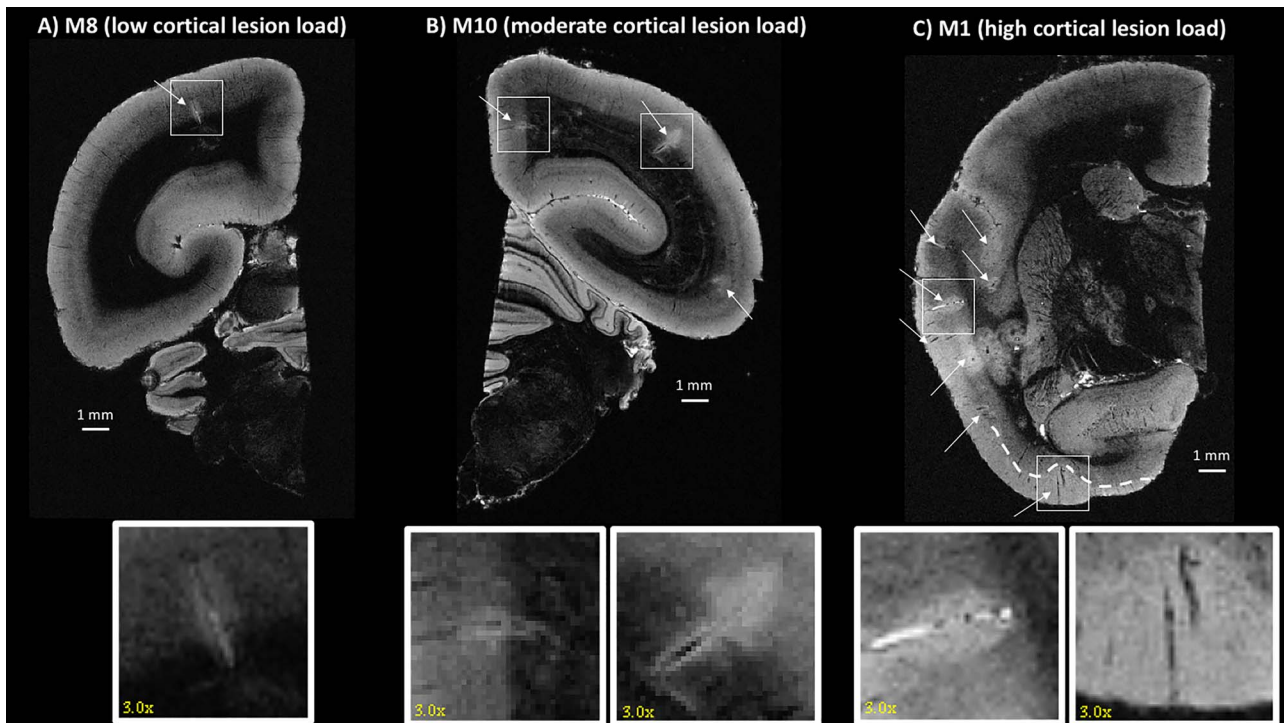 A) M8 (low cortical lesion load)
B) M10 (moderate cortical lesion load)
C) M1 (high cortical lesion load)
1 mm
1 mm
1 mm
3.0x
3.0x
3.0x
3.0x
3.0x